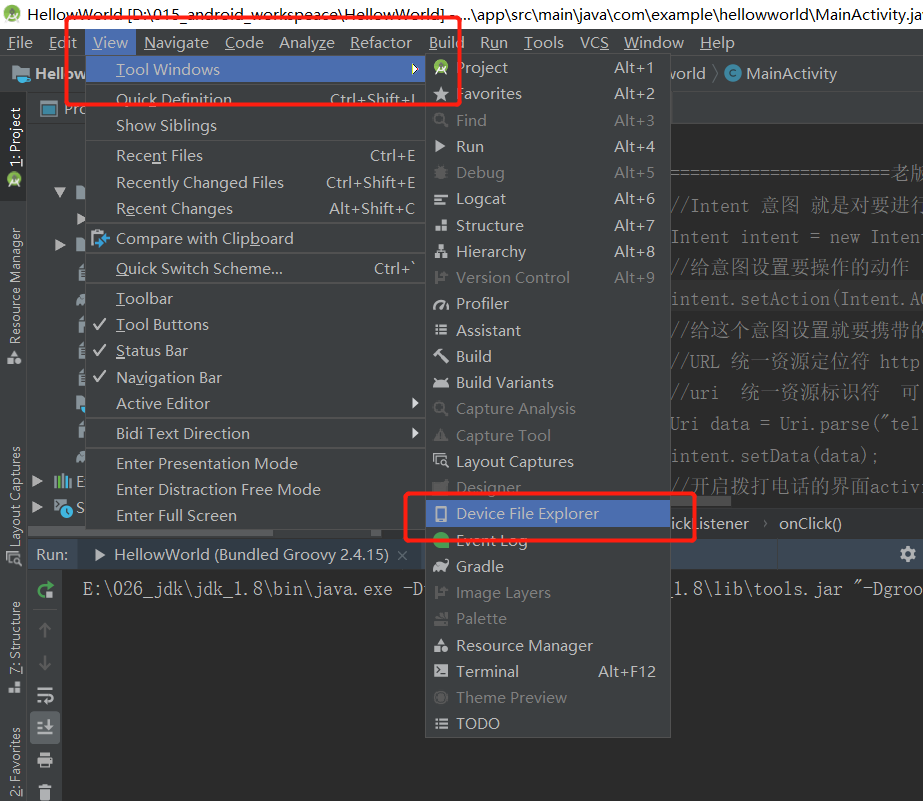 HellowWorld [D:\015_android_workspeace\HellowWorld] - ...\app\src\main\java\com\example\hellowworld\MainActivity.ja
File Edit View Navigate Code Analyze Refactor Build Run Tools VCS Window Help
Hellow
Tool Windows
Quick Definition Ctrl+Shift+I
Show Siblings
Recent Files Ctrl+E
Recently Changed Files Ctrl+Shift+E
Recent Changes Alt+Shift+C
Compare with Clipboard
Quick Switch Scheme... Ctrl+`
Toolbar
Tool Buttons
Status Bar
Navigation Bar
Active Editor
Bidi Text Direction
Enter Presentation Mode
Enter Distraction Free Mode
Enter Full Screen
Project Alt+1
Favorites Alt+2
Find Alt+3
Run Alt+4
Debug Alt+5
Logcat Alt+6
Structure Alt+7
Hierarchy Alt+8
Version Control Alt+9
Profiler
Assistant
Build
Build Variants
Capture Analysis
Capture Tool
Layout Captures
Designer
Device File Explorer
Event Log
Gradle
Image Layers
Palette
Resource Manager
Terminal Alt+F12
Theme Preview
TODO
world MainActivity
======================老版
//Intent 意图 就是对要进行
Intent intent = new Intent
//给意图设置要操作的动作
intent.setAction(Intent.AC
//给这个意图设置就要携带的
//URL 统一资源定位符 http
//uri 统一资源标识符 可
Uri data = Uri.parse("tel
intent.setData(data);
//开启拨打电话的界面activ
ickListener › onClick()
1: Project
Resource Manager
Layout Captures
7: Structure
2: Favorites
Pro
E
S
Run: HellowWorld (Bundled Groovy 2.4.15) ×
E:\026_jdk\jdk_1.8\bin\java.exe -D
_1.8\lib\tools.jar "-Dgroo